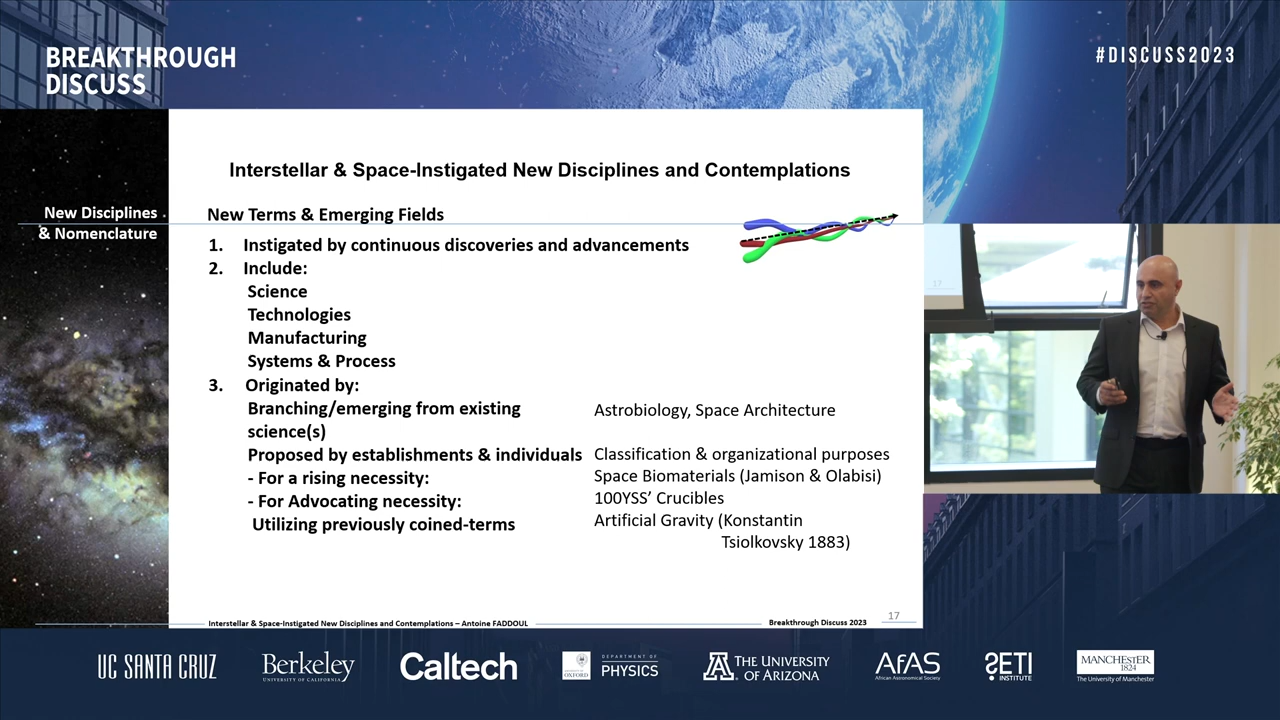 BREAKTHROUGH
DISCUSS
#DISCUSS2023
New Disciplines
& Nomenclature
Interstellar & Space-Instigated New Disciplines and Contemplations
New Terms & Emerging Fields
1. Instigated by continuous discoveries and advancements
2. Include:
Science
Technologies
Manufacturing
Systems & Process
3. Originated by:
Branching/emerging from existing
science(s)
Astrobiology, Space Architecture
Proposed by establishments & individuals
Classification & organizational purposes
- For a rising necessity:
Space Biomaterials (Jamison & Olabisi)
- For Advocating necessity:
100YSS’ Crucibles
Utilizing previously coined-terms
Artificial Gravity (Konstantin
Tsiolkovsky 1883)
17
Interstellar & Space-Instigated New Disciplines and Contemplations – Antoine FADDOUL
Breakthrough Discuss 2023
17
UC SANTA CRUZ
Berkeley
UNIVERSITY OF CALIFORNIA
Caltech
UNIVERSITY OF
OXFORD
DEPARTMENT OF
PHYSICS
THE UNIVERSITY
OF ARIZONA
AfAS
African Astronomical Society
SETI
INSTITUTE
MANCHESTER
1824
The University of Manchester